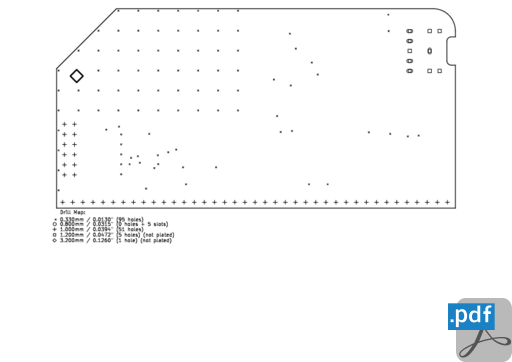 Drill Map:
0.330mm / 0.0130" (95 holes)
0.800mm / 0.0315" (0 holes + 5 slots)
1.000mm / 0.0394" (51 holes)
1.200mm / 0.0472" (5 holes) (not plated)
3.200mm / 0.1260" (1 hole) (not plated)
.pdf